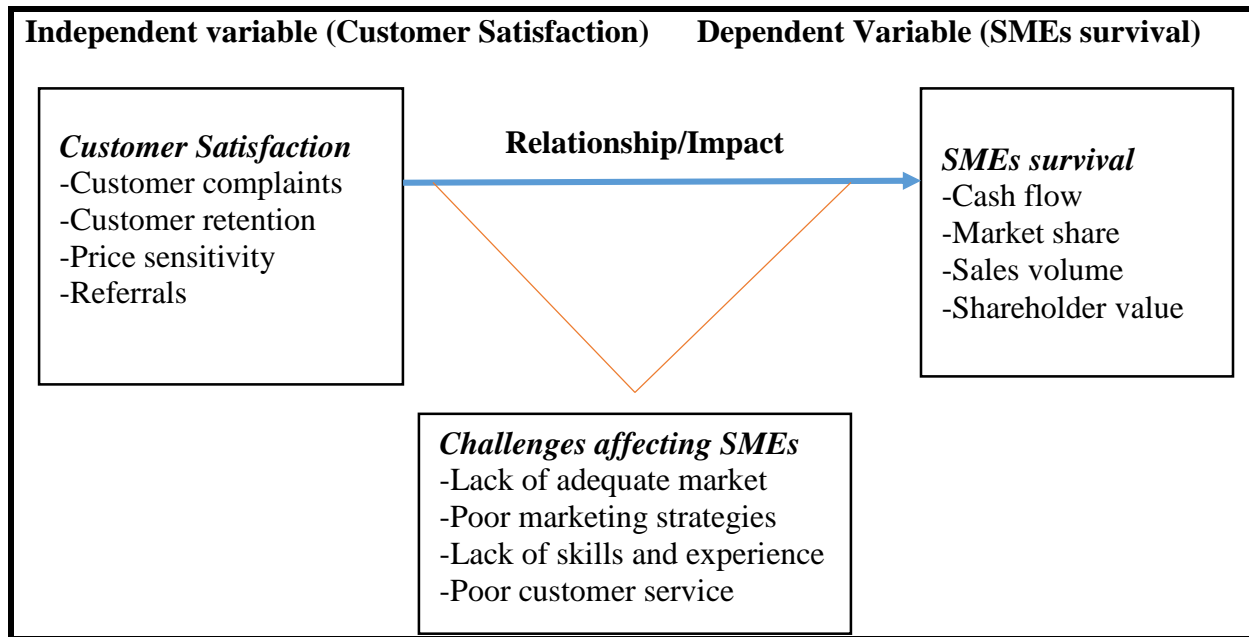 Independent variable (Customer Satisfaction) Dependent Variable (SMEs survival)
Customer Satisfaction
-Customer complaints
-Customer retention
-Price sensitivity
-Referrals
Relationship/Impact
SMEs survival
-Cash flow
-Market share
-Sales volume
-Shareholder value
Challenges affecting SMEs
-Lack of adequate market
-Poor marketing strategies
-Lack of skills and experience
-Poor customer service